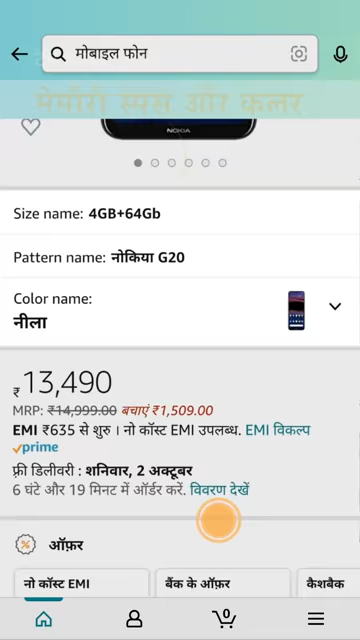 मोबाइल फोन
मेमोरी स्पेस और कलर
NOKIA
Size name: 4GB+64Gb
Pattern name: नोकिया G20
Color name:
नीला
₹13,490
MRP: ₹14,999.00 बचाएं ₹1,509.00
EMI ₹635 से शुरू । नो कॉस्ट EMI उपलब्ध. EMI विकल्प
prime
फ़्री डिलीवरी : शनिवार, 2 अक्टूबर
6 घंटे और 19 मिनट में ऑर्डर करें. विवरण देखें
ऑफ़र
नो कॉस्ट EMI
बैंक के ऑफ़र
कैशबैक
0